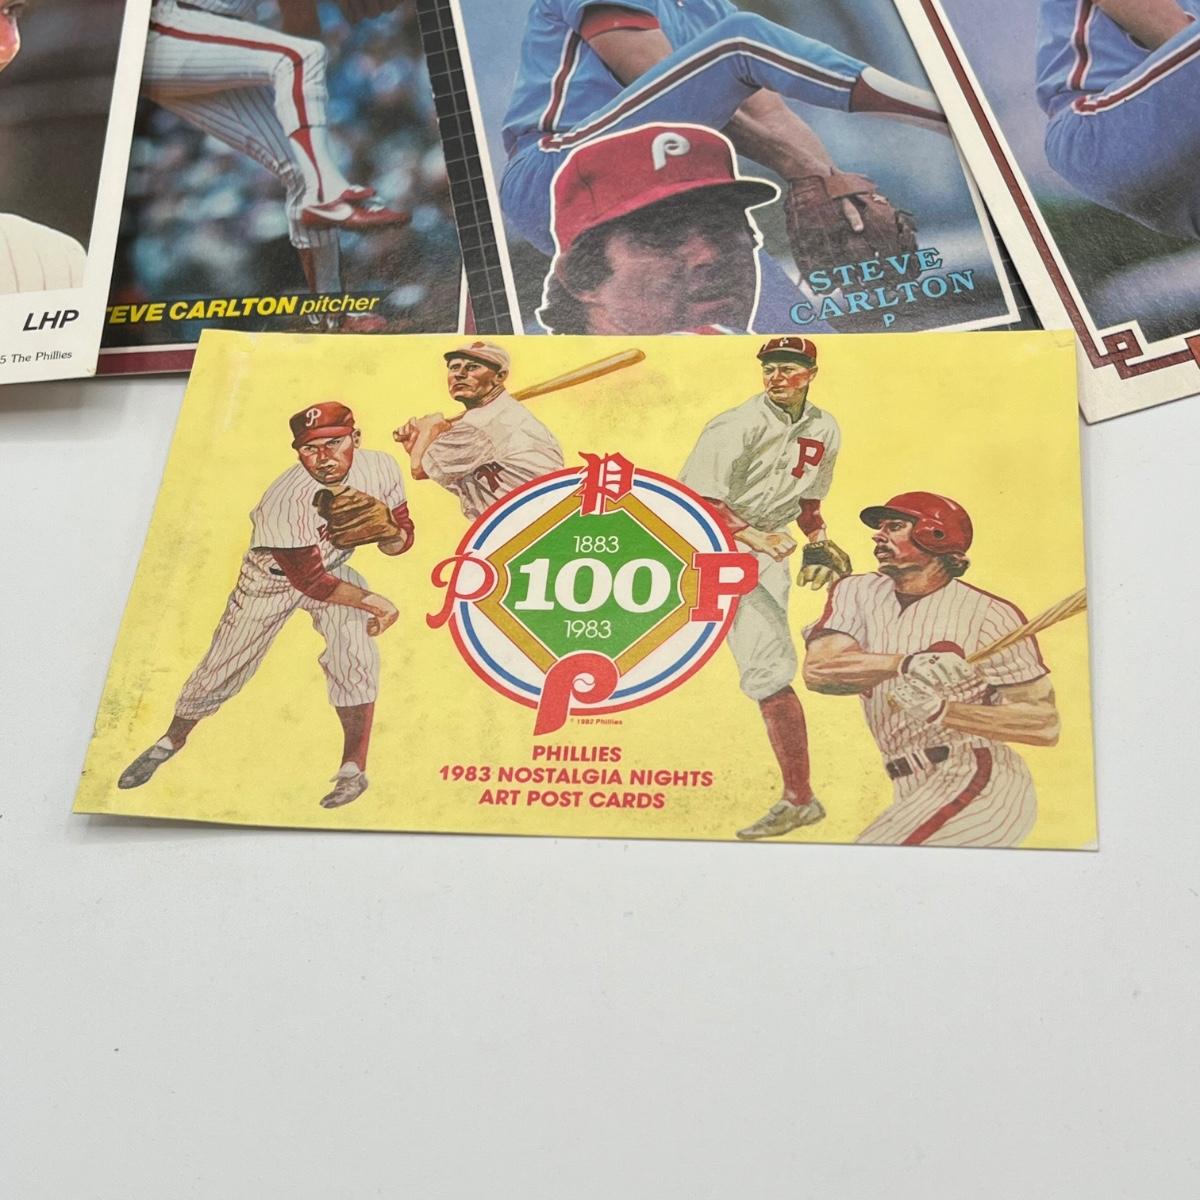 LHP
5 The Phillies
TEVE CARLTON pitcher
P
STEVE
CARLTON
P
P
P
P
P
1883
P 100 P
1983
P
© 1982 Phillies
PHILLIES
1983 NOSTALGIA NIGHTS
ART POST CARDS